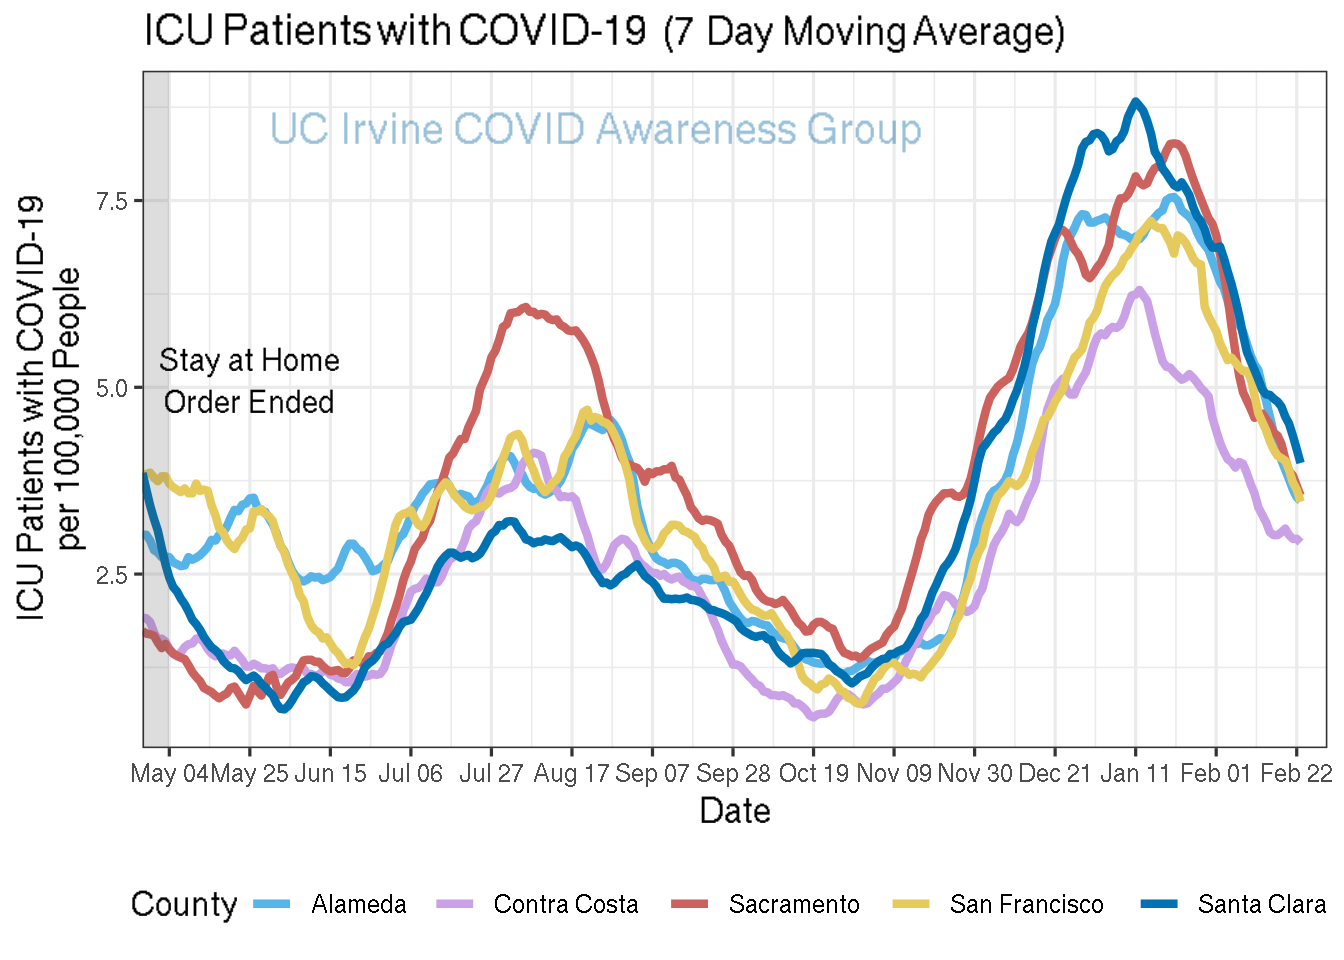 ICU Patients with COVID-19 (7 Day Moving Average)
UC Irvine COVID Awareness Group
ICU Patients with COVID-19
per 100,000 People
7.5
5.0
2.5
Stay at Home
Order Ended
May 04 May 25 Jun 15 Jul 06 Jul 27 Aug 17 Sep 07 Sep 28 Oct 19 Nov 09 Nov 30 Dec 21 Jan 11 Feb 01 Feb 22
Date
County Alameda Contra Costa Sacramento San Francisco Santa Clara